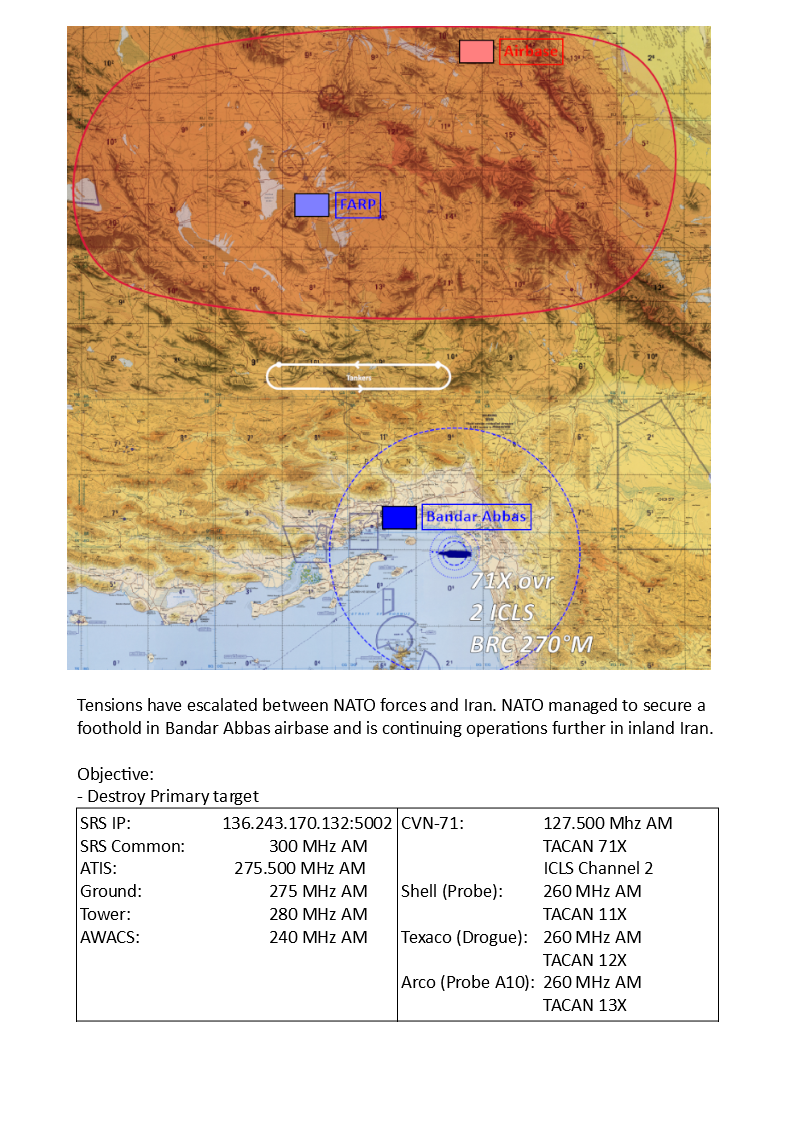 Airbase
FARP
Tankers
Bandar Abbas
71X ovr
2 ICLS
BRC 270°M
Tensions have escalated between NATO forces and Iran. NATO managed to secure a
foothold in Bandar Abbas airbase and is continuing operations further in inland Iran.
Objective:
- Destroy Primary target
SRS IP: 136.243.170.132:5002
SRS Common: 300 MHz AM
ATIS: 275.500 MHz AM
Ground: 275 MHz AM
Tower: 280 MHz AM
AWACS: 240 MHz AM
CVN-71: 127.500 Mhz AM
TACAN 71X
ICLS Channel 2
Shell (Probe): 260 MHz AM
TACAN 11X
Texaco (Drogue): 260 MHz AM
TACAN 12X
Arco (Probe A10): 260 MHz AM
TACAN 13X